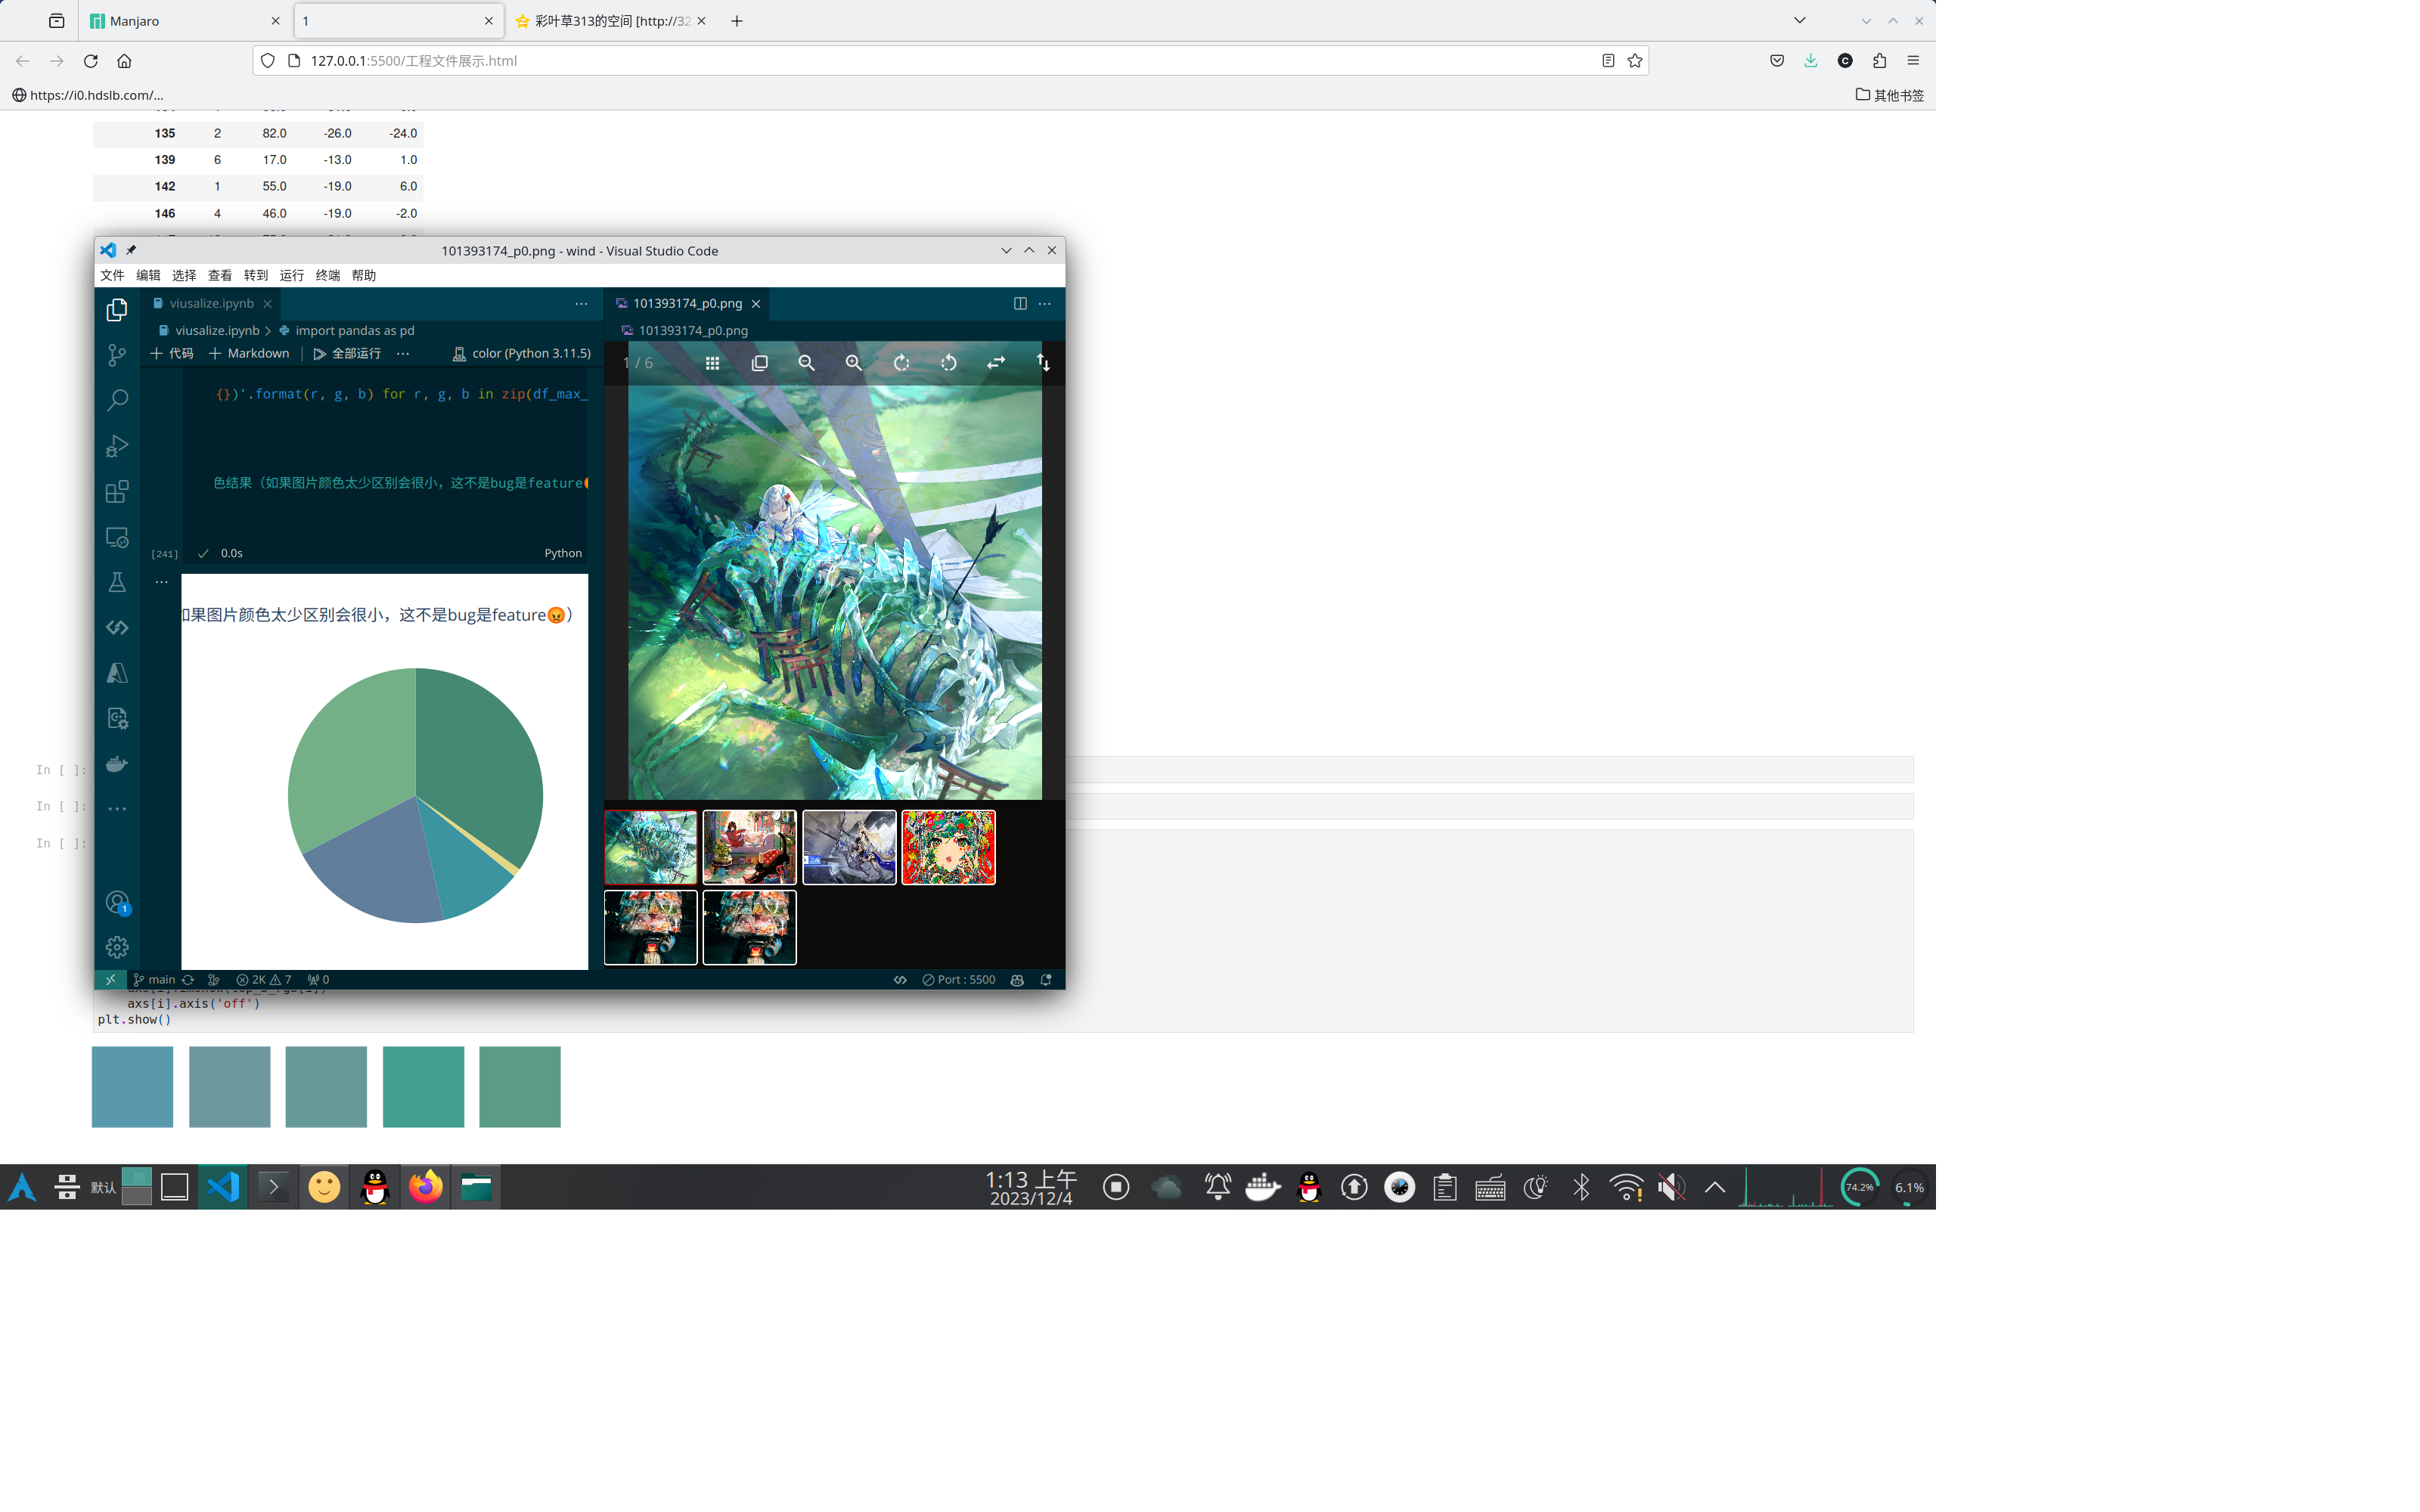 Manjaro
1
彩叶草313的空间 [http://32
127.0.0.1:5500/工程文件展示.html
https://i0.hdslb.com/...
其他书签
135 2 82.0 -26.0 -24.0
139 6 17.0 -13.0 1.0
142 1 55.0 -19.0 6.0
146 4 46.0 -19.0 -2.0
101393174_p0.png - wind - Visual Studio Code
文件 编辑 选择 查看 转到 运行 终端 帮助
viusalize.ipynb
101393174_p0.png
viusalize.ipynb > import pandas as pd
101393174_p0.png
代码 Markdown 全部运行 ... color (Python 3.11.5)
1 / 6
{})'.format(r, g, b) for r, g, b in zip(df_max_
色结果（如果图片颜色太少区别会很小，这不是bug是feature
[241] 0.0s Python
如果图片颜色太少区别会很小，这不是bug是feature😡）
In [ ]:
In [ ]:
In [ ]:
1
main 2K 7 0 Port : 5500
axs[i].axis('off')
plt.show()
默认
1:13 上午
2023/12/4
74.2%
6.1%